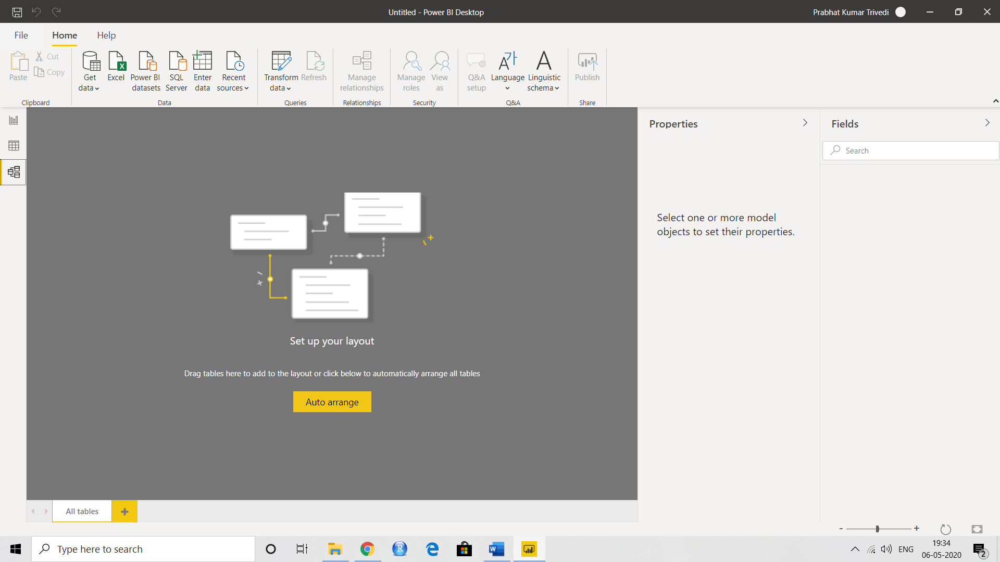 Untitled - Power BI Desktop
Prabhat Kumar Trivedi
File Home Help
Paste
Cut
Copy
Clipboard
Get data
Excel
Power BI datasets
SQL Server
Enter data
Recent sources
Data
Transform data
Refresh
Queries
Manage relationships
Relationships
Manage roles
View as
Security
Q&A setup
Language
Linguistic schema
Q&A
Publish
Share
Set up your layout
Drag tables here to add to the layout or click below to automatically arrange all tables
Auto arrange
Properties
Select one or more model
objects to set their properties.
Fields
Search
All tables
+
- +
Type here to search
ENG
19:34
06-05-2020
2